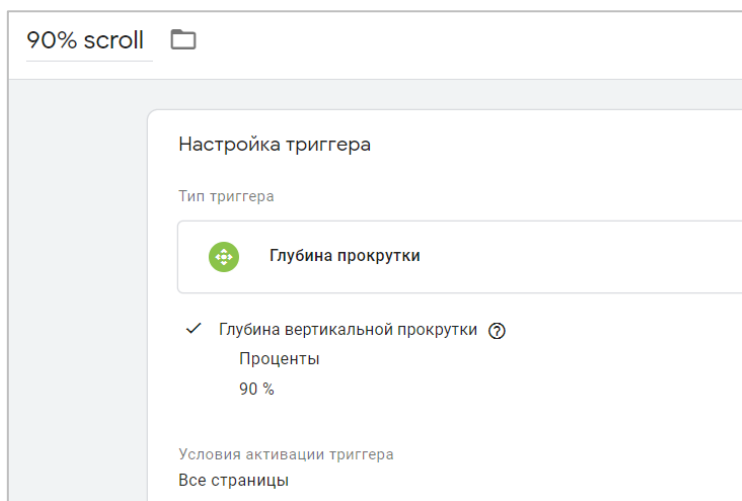 90% scroll
Настройка триггера
Тип триггера
Глубина прокрутки
Глубина вертикальной прокрутки
Проценты
90 %
Условия активации триггера
Все страницы